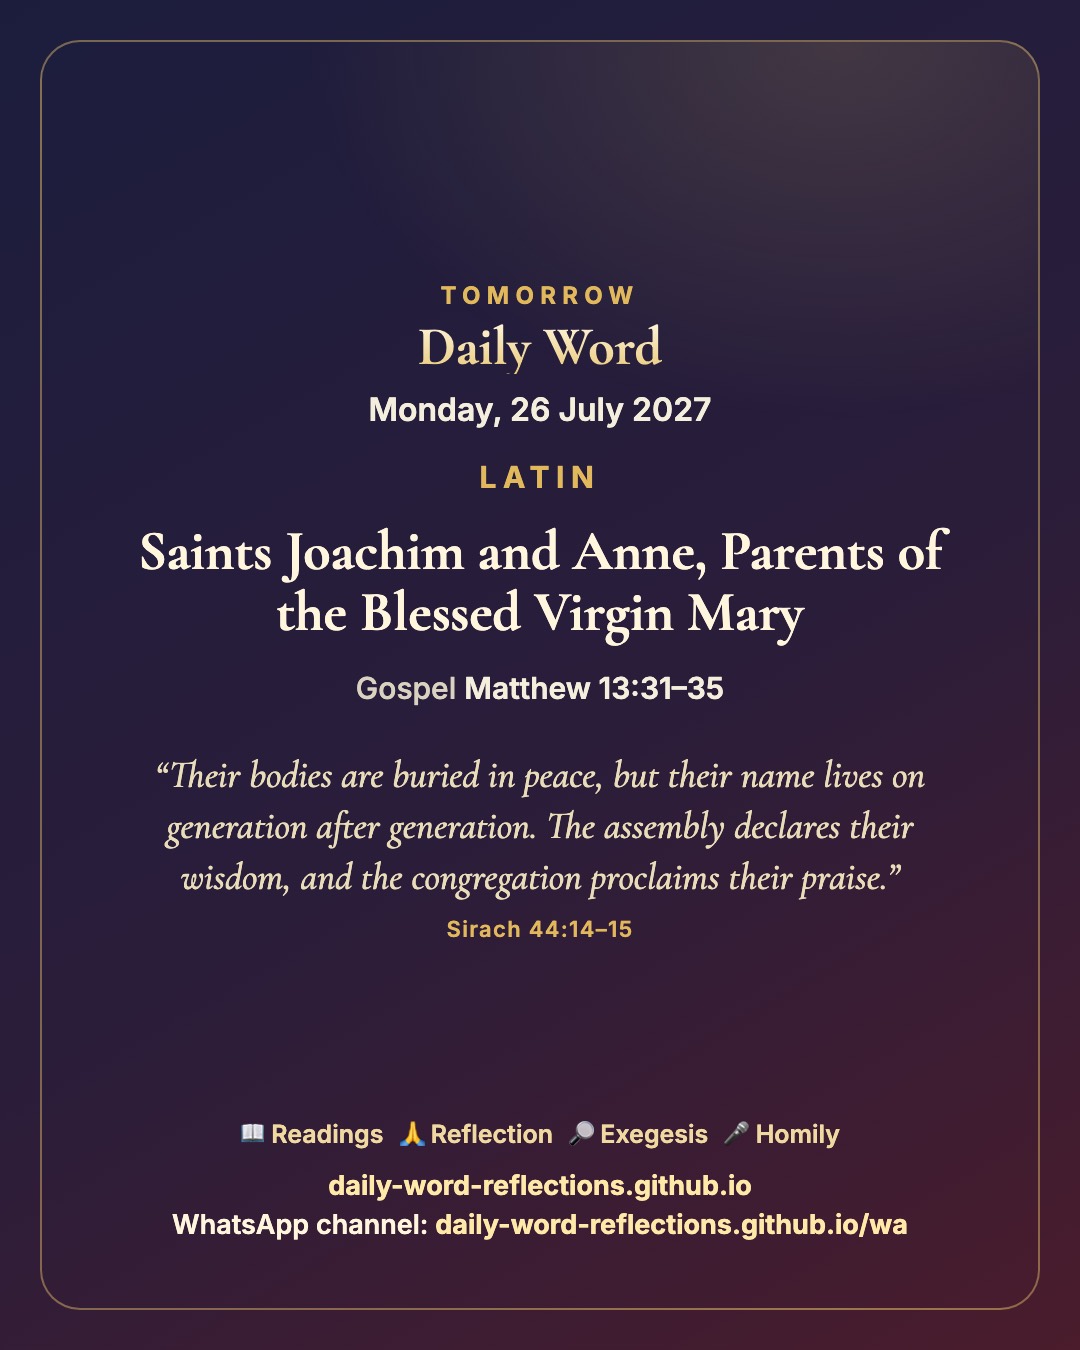 TOMORROW
Daily Word
Monday, 26 July 2027
LATIN
Saints Joachim and Anne, Parents of
the Blessed Virgin Mary
Gospel Matthew 13:31–35
“Their bodies are buried in peace, but their name lives on
generation after generation. The assembly declares their
wisdom, and the congregation proclaims their praise.”
Sirach 44:14–15
📖 Readings 🙏 Reflection 🔎 Exegesis 🎤 Homily
daily-word-reflections.github.io
WhatsApp channel: daily-word-reflections.github.io/wa